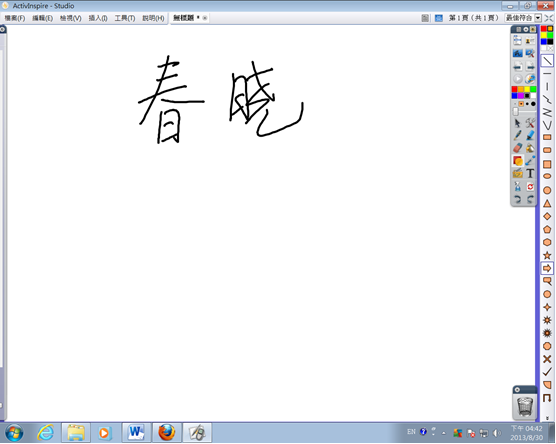 ActivInspire - Studio
檔案(F) 編輯(E) 檢視(V) 插入(I) 工具(T) 說明(H) 無標題 * 第 1 頁 ( 共 1 頁 ) 最佳符合
春晓
T
EN 下午 04:42
2013/8/30